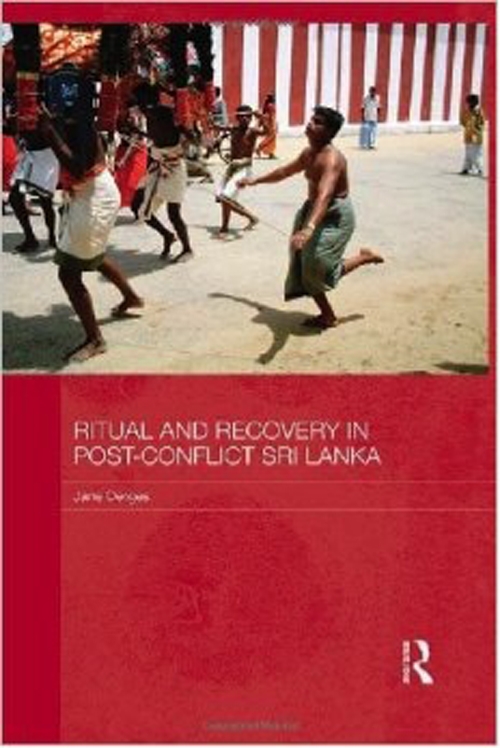 RITUAL AND RECOVERY IN
POST-CONFLICT SRI LANKA
Jane Derges
R